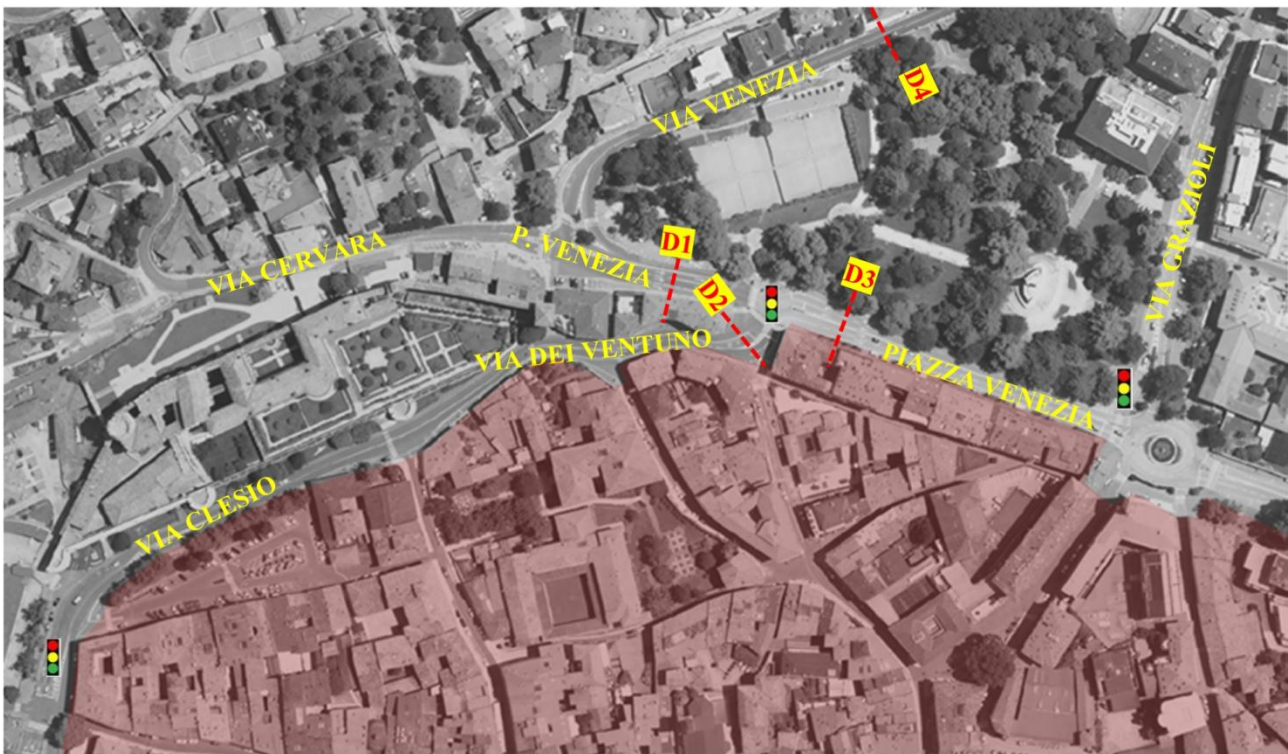 D4
VIA VENEZIA
VIA GRAZIOLI
VIA CERVARA
P. VENEZIA
D1
D2
D3
VIA DEI VENTUNO
PIAZZA VENEZIA
VIA CLESIO